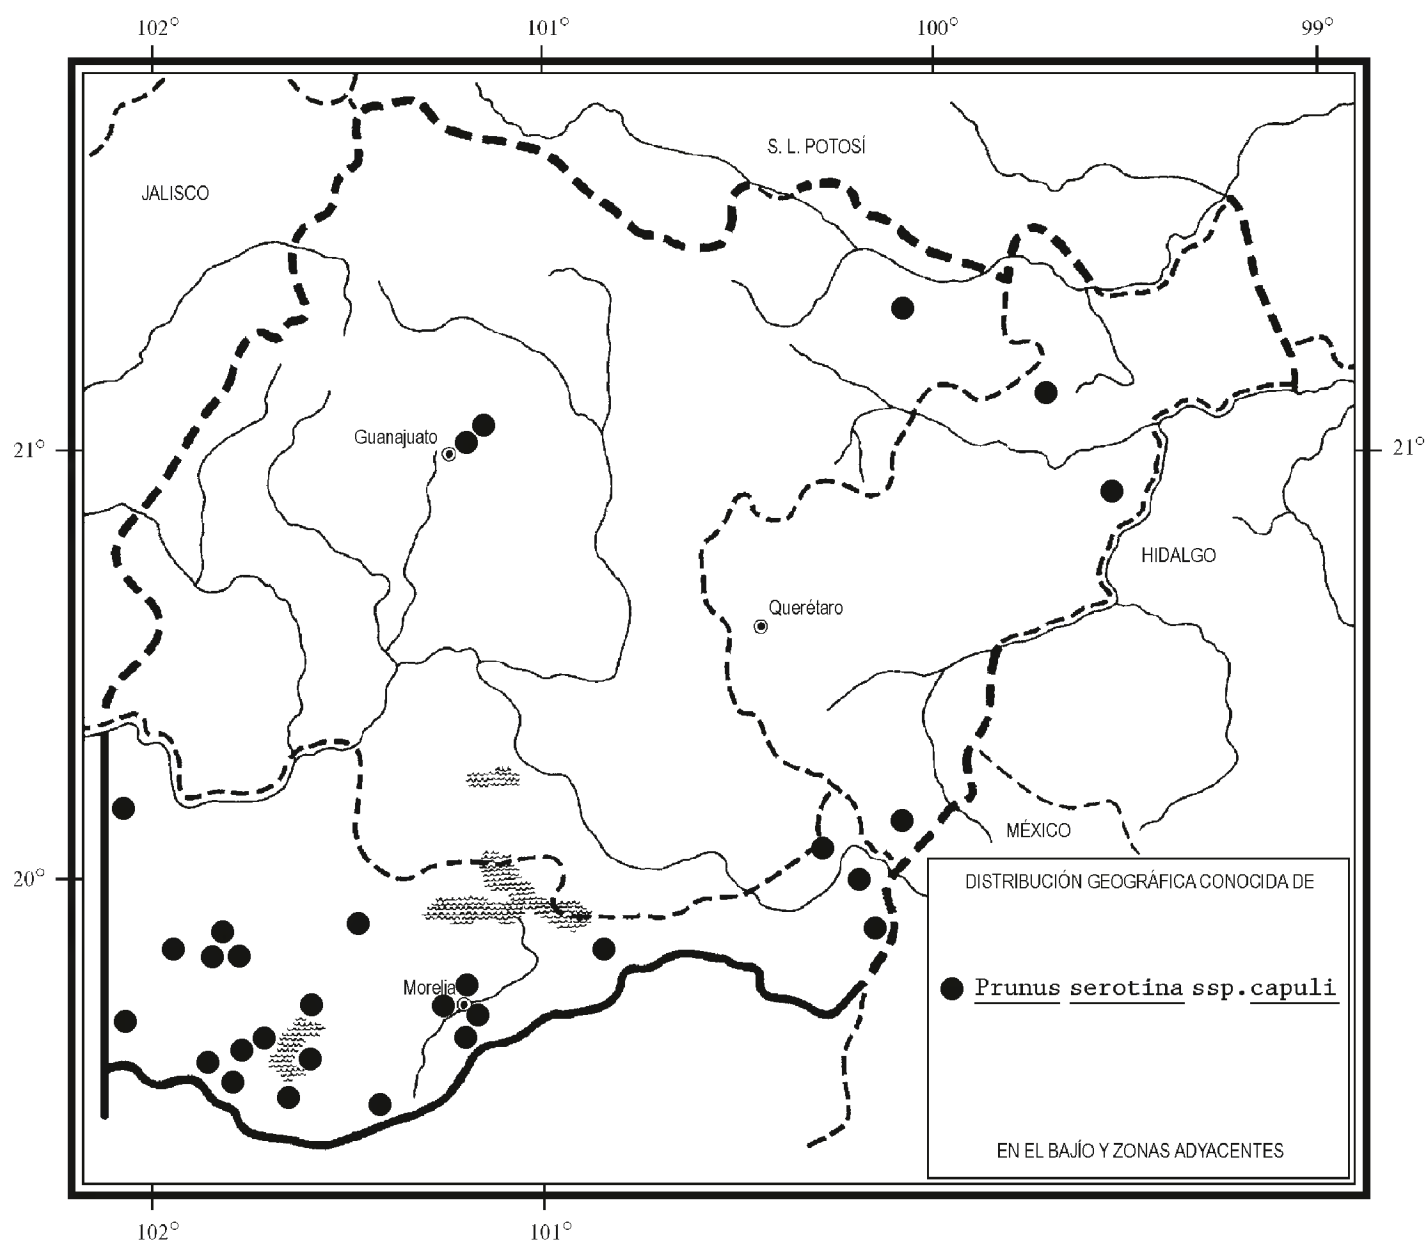 102° 101° 100° 99°
S. L. POTOSÍ
JALISCO
Guanajuato
21° 21°
HIDALGO
Querétaro
MÉXICO
20°
DISTRIBUCIÓN GEOGRÁFICA CONOCIDA DE
Morelia
Prunus serotina ssp. capuli
EN EL BAJÍO Y ZONAS ADYACENTES
102° 101°